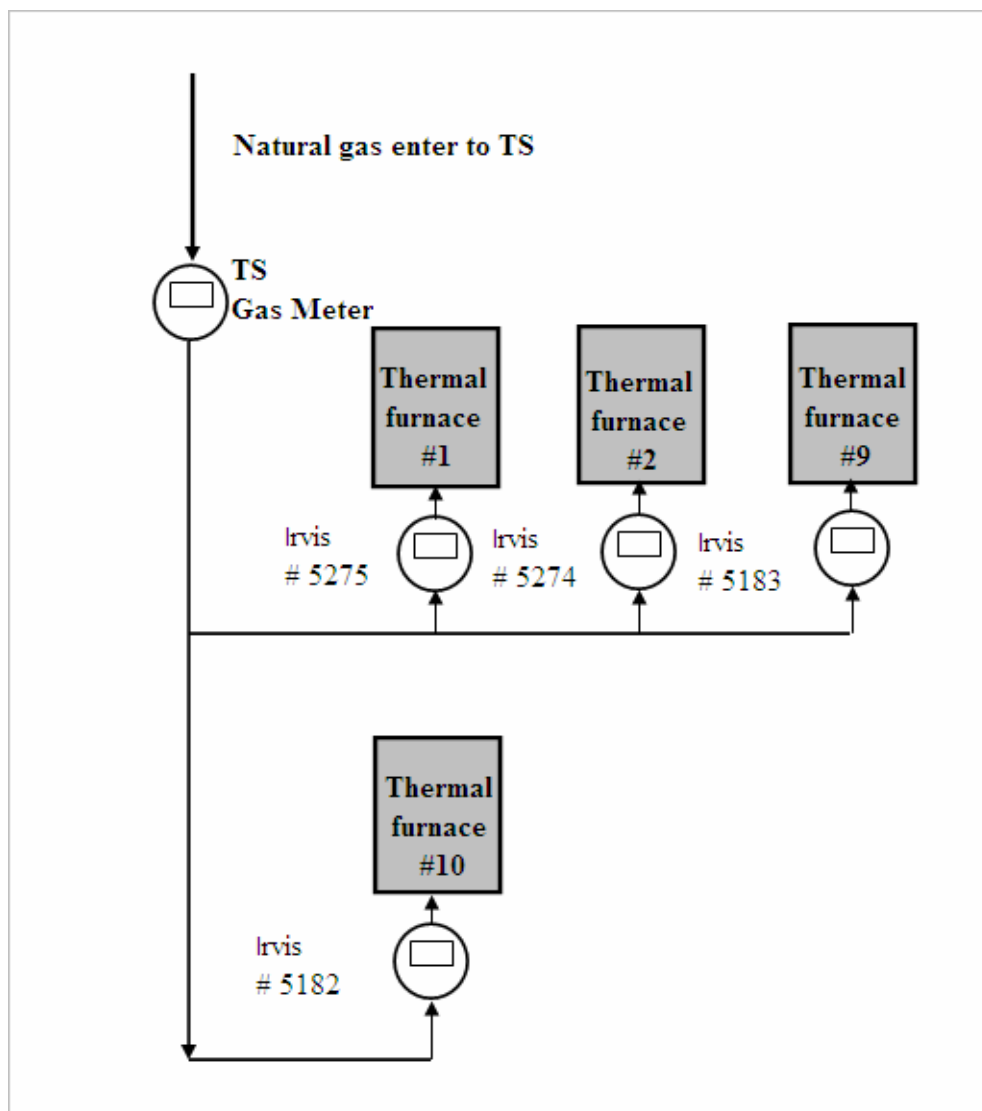 Natural gas enter to TS
TS
Gas Meter
Thermal
furnace
#1
Thermal
furnace
#2
Thermal
furnace
#9
Irvis
# 5275
Irvis
# 5274
Irvis
# 5183
Thermal
furnace
#10
Irvis
# 5182